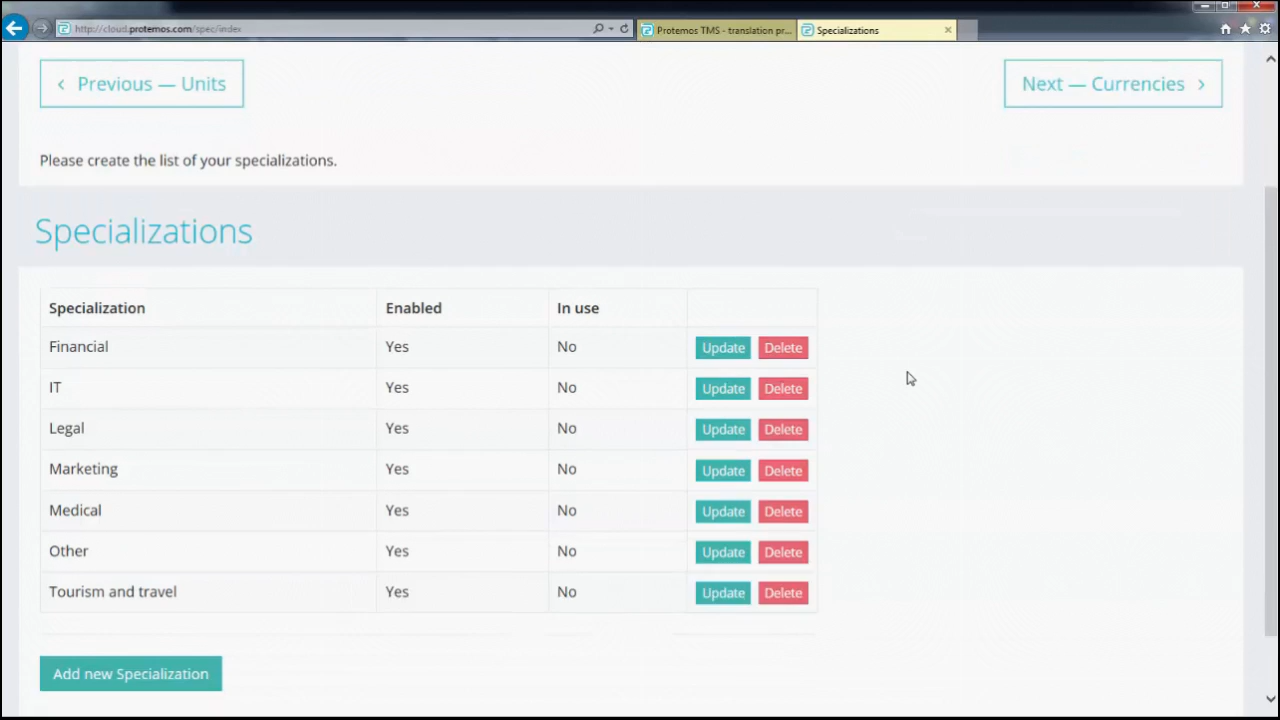 http://cloud.protemos.com/spec/index
Protemos TMS - translation pr...
Specializations
Previous — Units
Next — Currencies
Please create the list of your specializations.
Specializations
Specialization Enabled In use
Financial Yes No Update Delete
IT Yes No Update Delete
Legal Yes No Update Delete
Marketing Yes No Update Delete
Medical Yes No Update Delete
Other Yes No Update Delete
Tourism and travel Yes No Update Delete
Add new Specialization